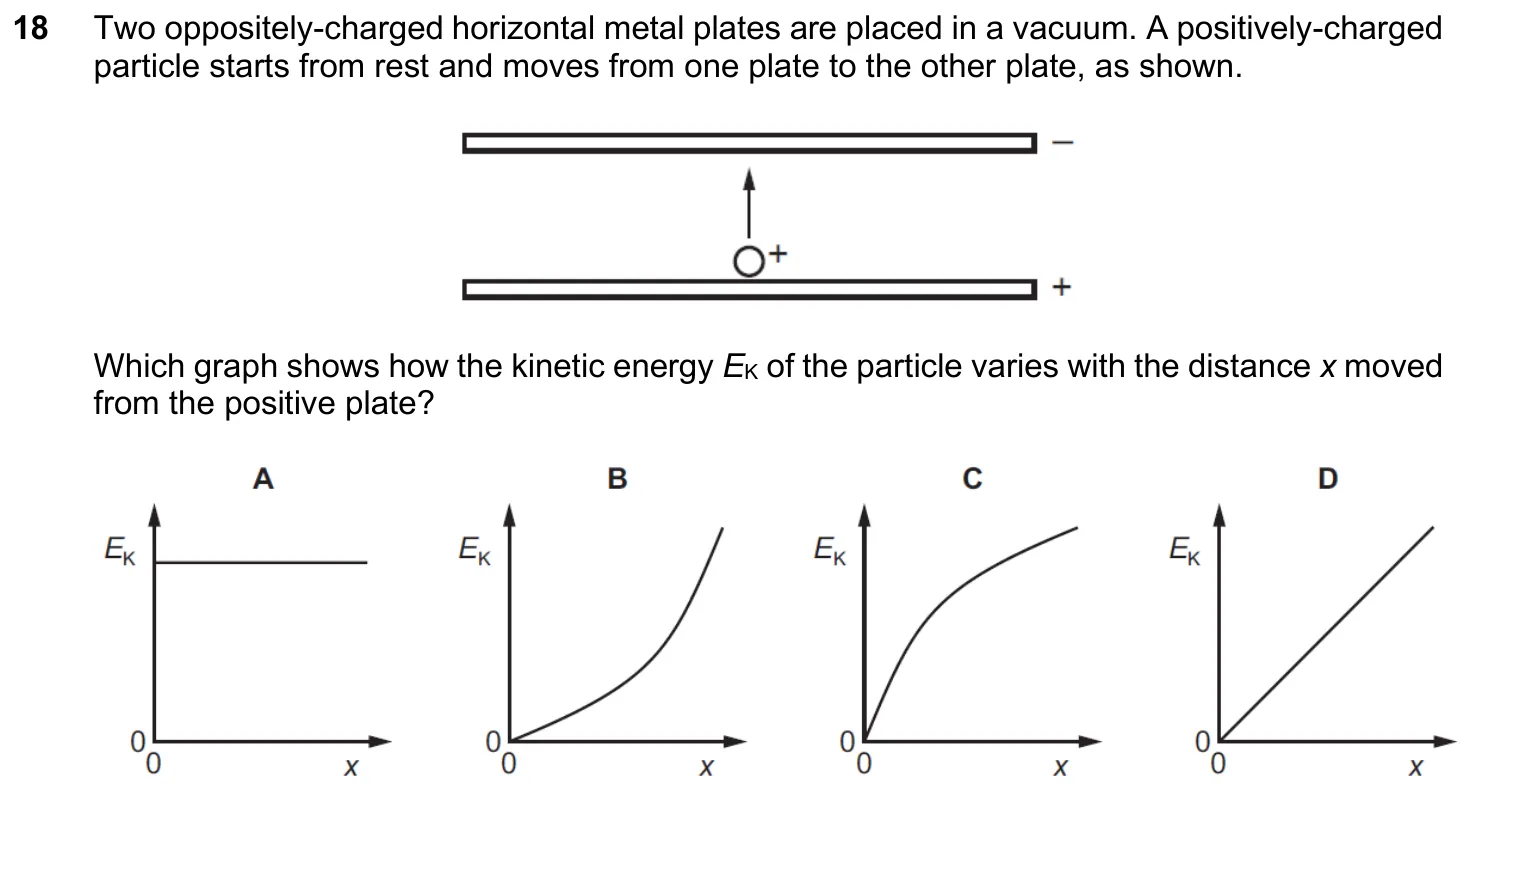 18 Two oppositely-charged horizontal metal plates are placed in a vacuum. A positively-charged
particle starts from rest and moves from one plate to the other plate, as shown.
–
+
+
Which graph shows how the kinetic energy EK of the particle varies with the distance x moved
from the positive plate?
A B C D
EK EK EK EK
0 0 0 0
0 x 0 x 0 x 0 x